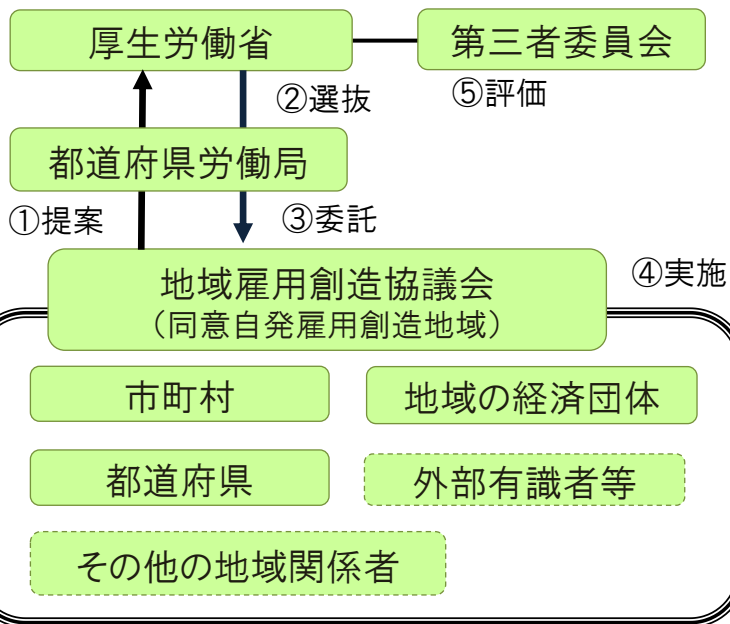 厚生労働省
第三者委員会
②選抜
⑤評価
都道府県労働局
①提案
③委託
地域雇用創造協議会
（同意自発雇用創造地域）
④実施
市町村
地域の経済団体
都道府県
外部有識者等
その他の地域関係者